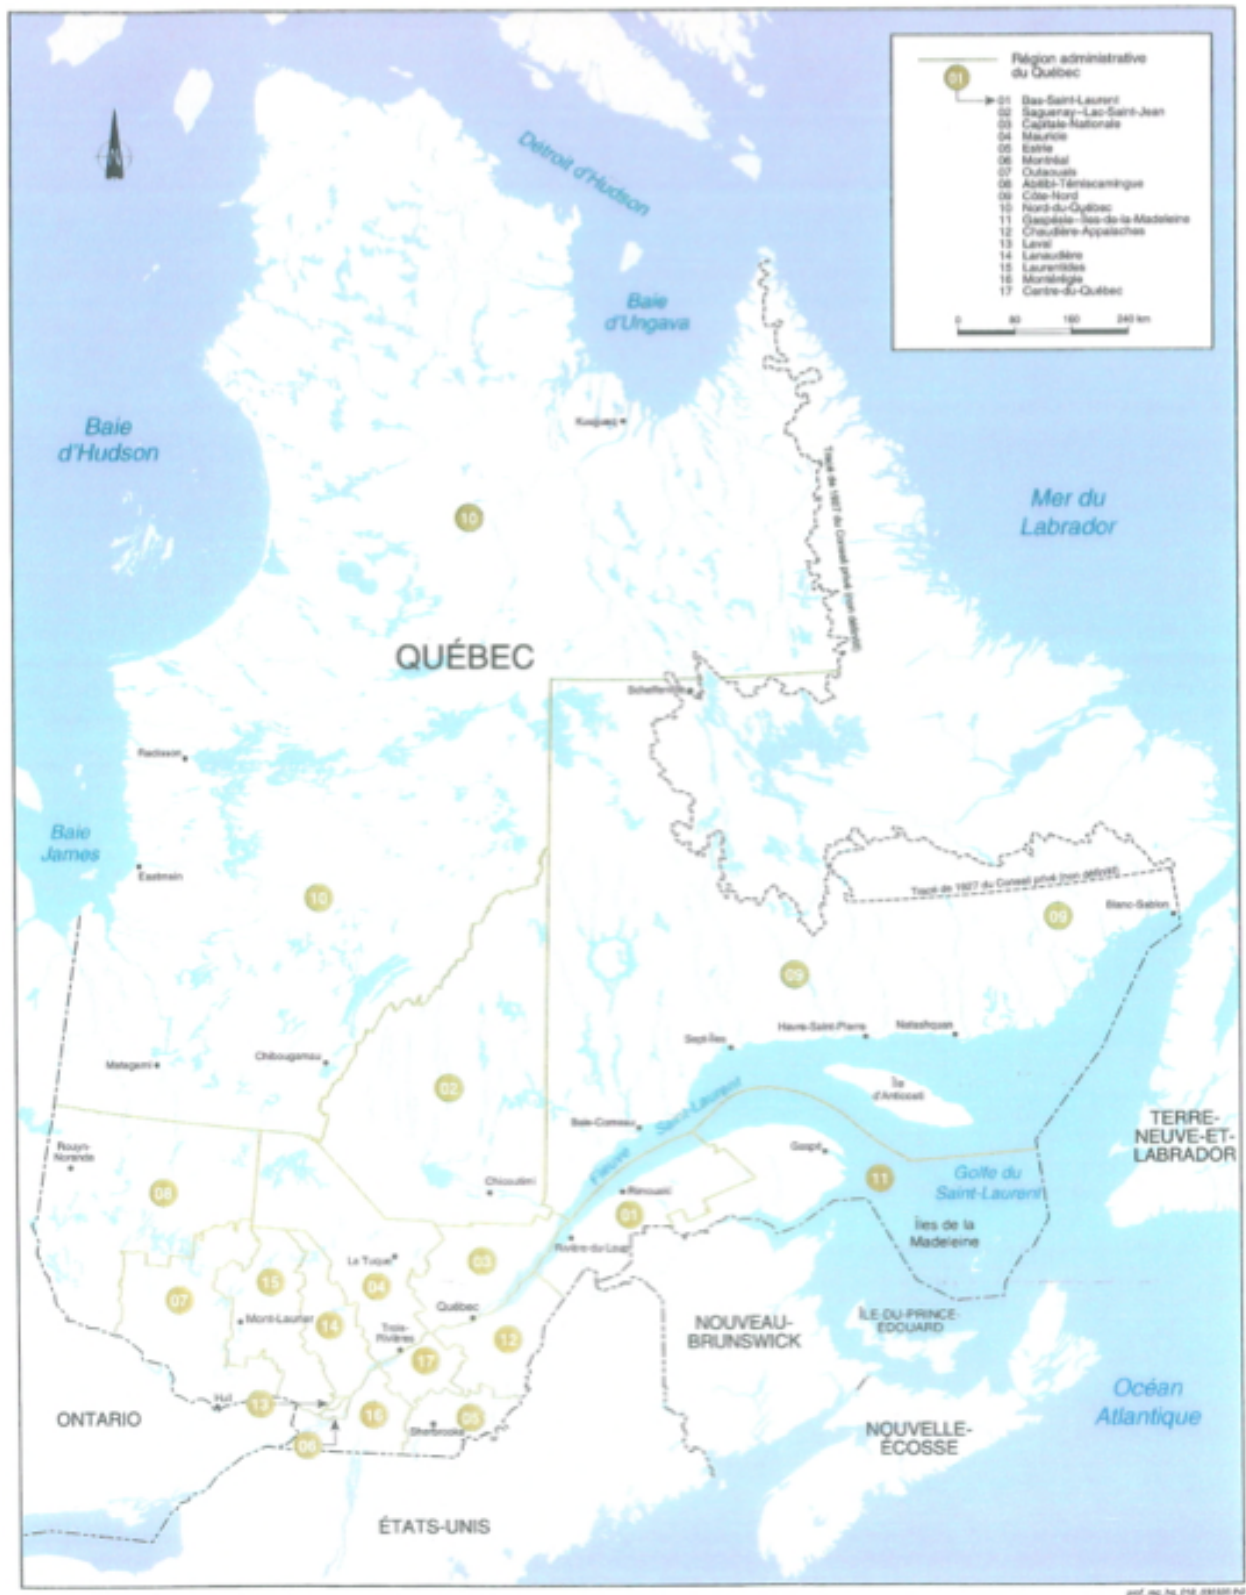 Région administrative
du Québec
01
01 Bas-Saint-Laurent
02 Saguenay–Lac-Saint-Jean
03 Capitale-Nationale
04 Mauricie
05 Estrie
06 Montréal
07 Outaouais
08 Abitibi-Témiscamingue
09 Côte-Nord
10 Nord-du-Québec
11 Gaspésie–Îles-de-la-Madeleine
12 Chaudière-Appalaches
13 Laval
14 Lanaudière
15 Laurentides
16 Montérégie
17 Centre-du-Québec
0 80 160 240 km
N
Détroit d'Hudson
Baie
d'Ungava
Baie
d'Hudson
Kuujjuaq
Mer du
Labrador
Tracé de 1927 du Conseil privé (non définitif)
10
QUÉBEC
Schefferville
Radisson
Baie
James
Eastmain
10
Tracé de 1927 du Conseil privé (non définitif)
Blanc-Sablon
09
09
Havre-Saint-Pierre
Natashquan
Sept-Îles
Matagami
Chibougamau
02
Île
d'Anticosti
Baie-Comeau
Fleuve Saint-Laurent
TERRE-
NEUVE-ET-
LABRADOR
Rouyn-
Noranda
Gaspé
11
Golfe du
Saint-Laurent
08
Chicoutimi
Rimouski
01
Îles de la
Madeleine
Rivière-du-Loup
La Tuque
03
15
04
07
Mont-Laurier
14
Québec
Trois-
Rivières
12
17
NOUVEAU-
BRUNSWICK
ÎLE-DU-PRINCE-
ÉDOUARD
Hull
13
16
Sherbrooke
05
06
ONTARIO
NOUVELLE-
ÉCOSSE
Océan
Atlantique
ÉTATS-UNIS